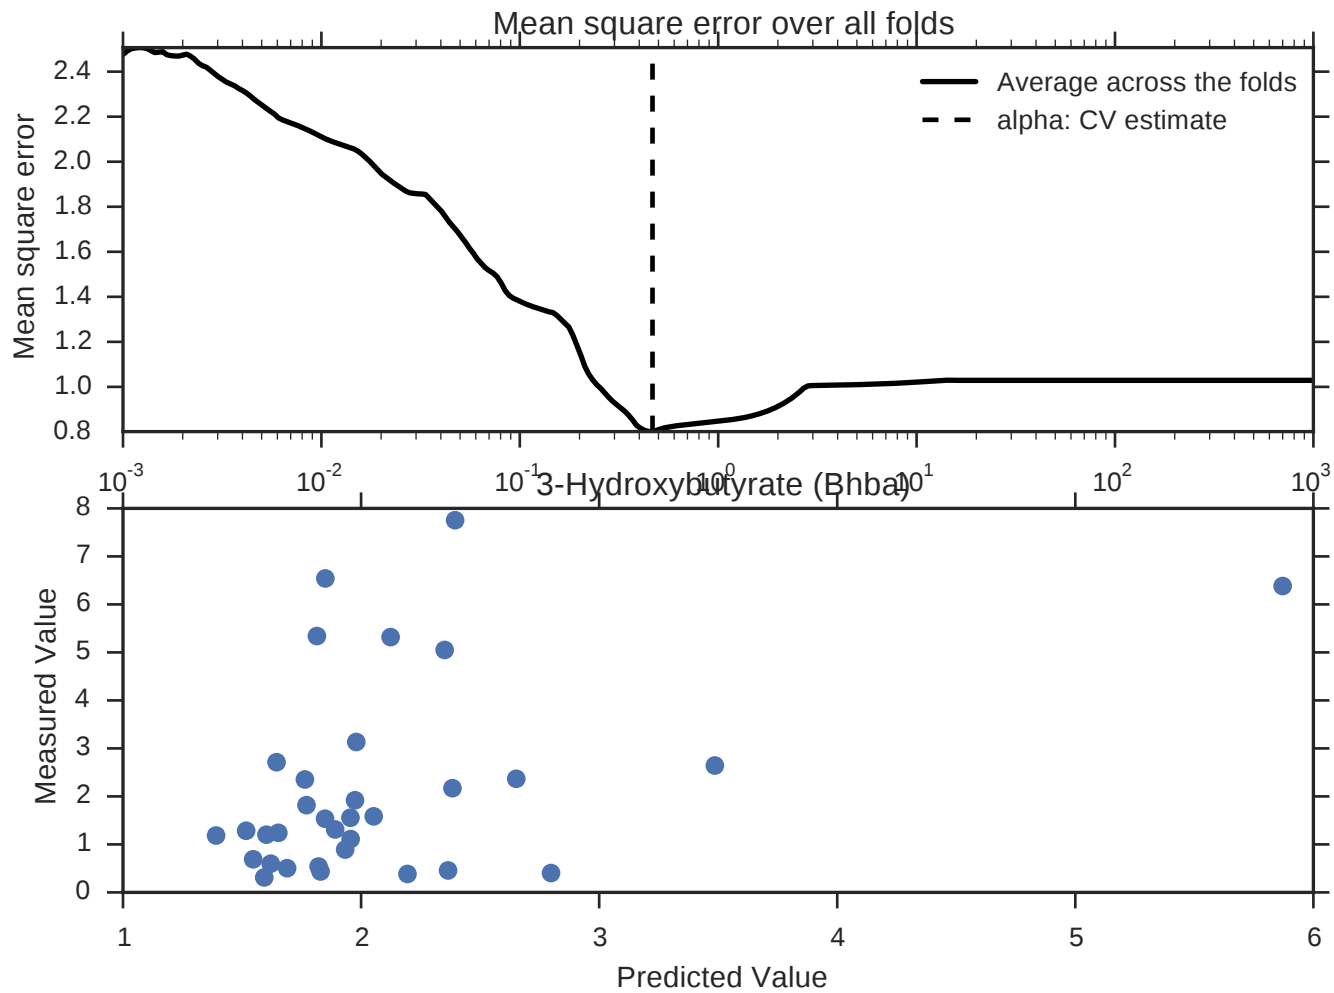 Mean square error over all folds
Mean square error
2.4
2.2
2.0
1.8
1.6
1.4
1.2
1.0
0.8
Average across the folds
alpha: CV estimate
10^-3 10^-2 10^-1 10^0 10^1 10^2 10^3
3-Hydroxybutyrate (Bhba)
Measured Value
8
7
6
5
4
3
2
1
0
1 2 3 4 5 6
Predicted Value